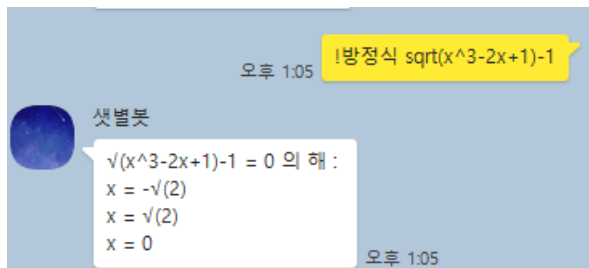 !방정식 sqrt(x^3-2x+1)-1
오후 1:05
샛별봇
√(x^3-2x+1)-1 = 0 의 해 :
x = -√(2)
x = √(2)
x = 0
오후 1:05